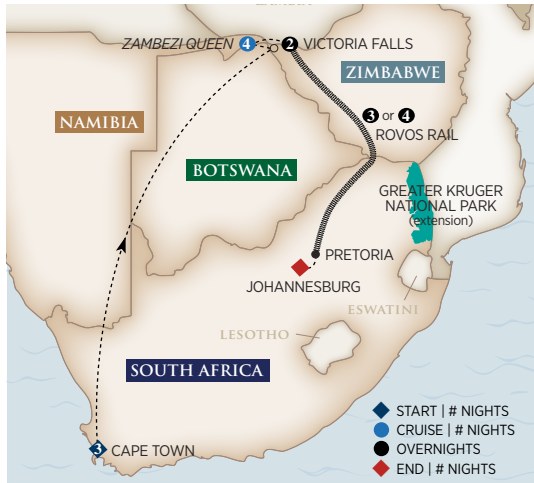 ZAMBEZI QUEEN 4 2 VICTORIA FALLS
ZIMBABWE
NAMIBIA
3 or 4
ROVOS RAIL
BOTSWANA
GREATER KRUGER
NATIONAL PARK
(extension)
PRETORIA
JOHANNESBURG
ESWATINI
LESOTHO
SOUTH AFRICA
3 CAPE TOWN
START | # NIGHTS
CRUISE | # NIGHTS
OVERNIGHTS
END | # NIGHTS